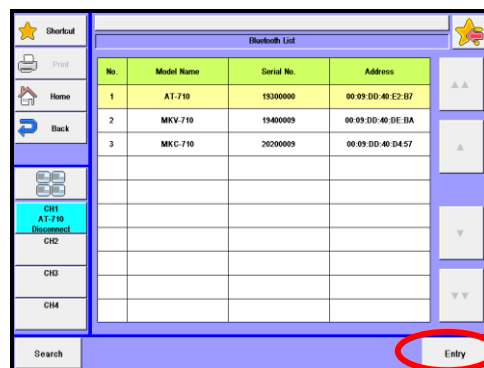 Shortcut
Bluetooth List
Print
Home
Back
No. Model Name Serial No. Address
1 AT-710 19300000 00:09:DD:40:E2:B7
2 MKV-710 19400009 00:09:DD:40:DE:BA
3 MKC-710 20200009 00:09:DD:40:D4:57
CH1
AT-710
Disconnect
CH2
CH3
CH4
Search
Entry